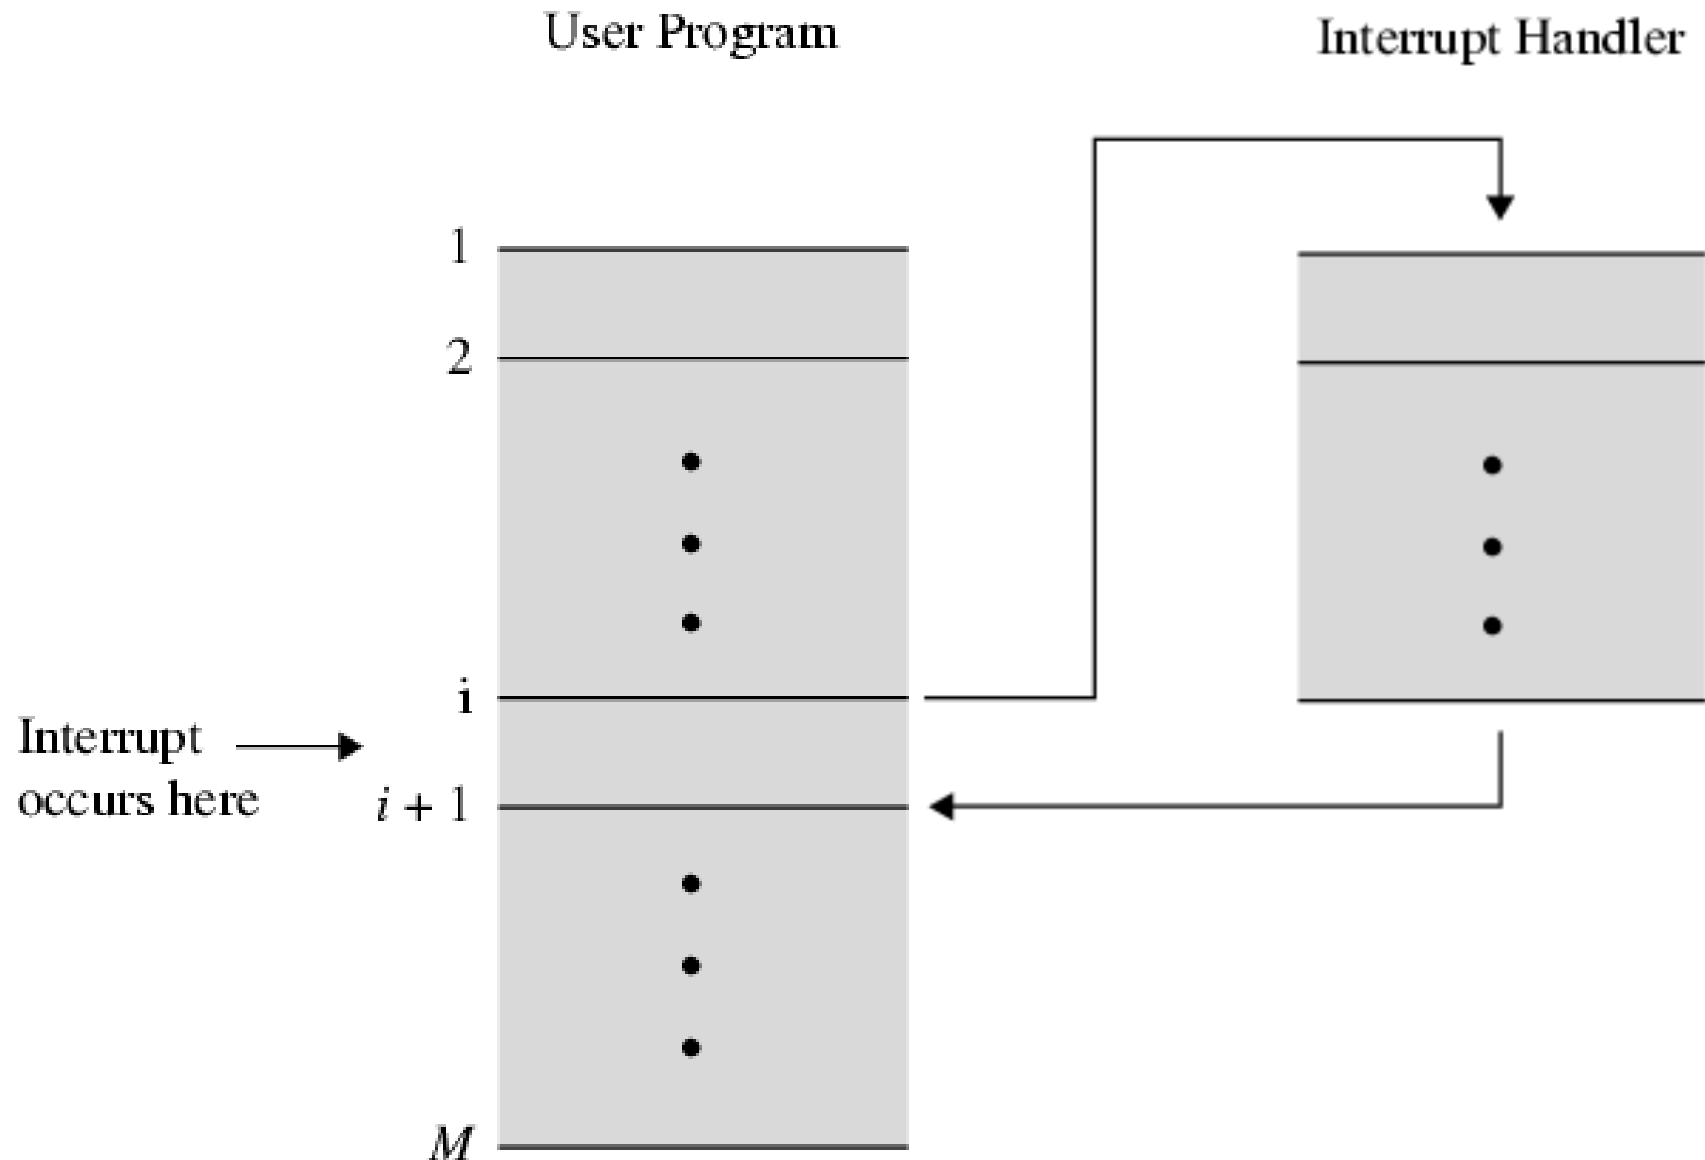 User Program
Interrupt Handler
1
2
i
Interrupt
occurs here
i + 1
M